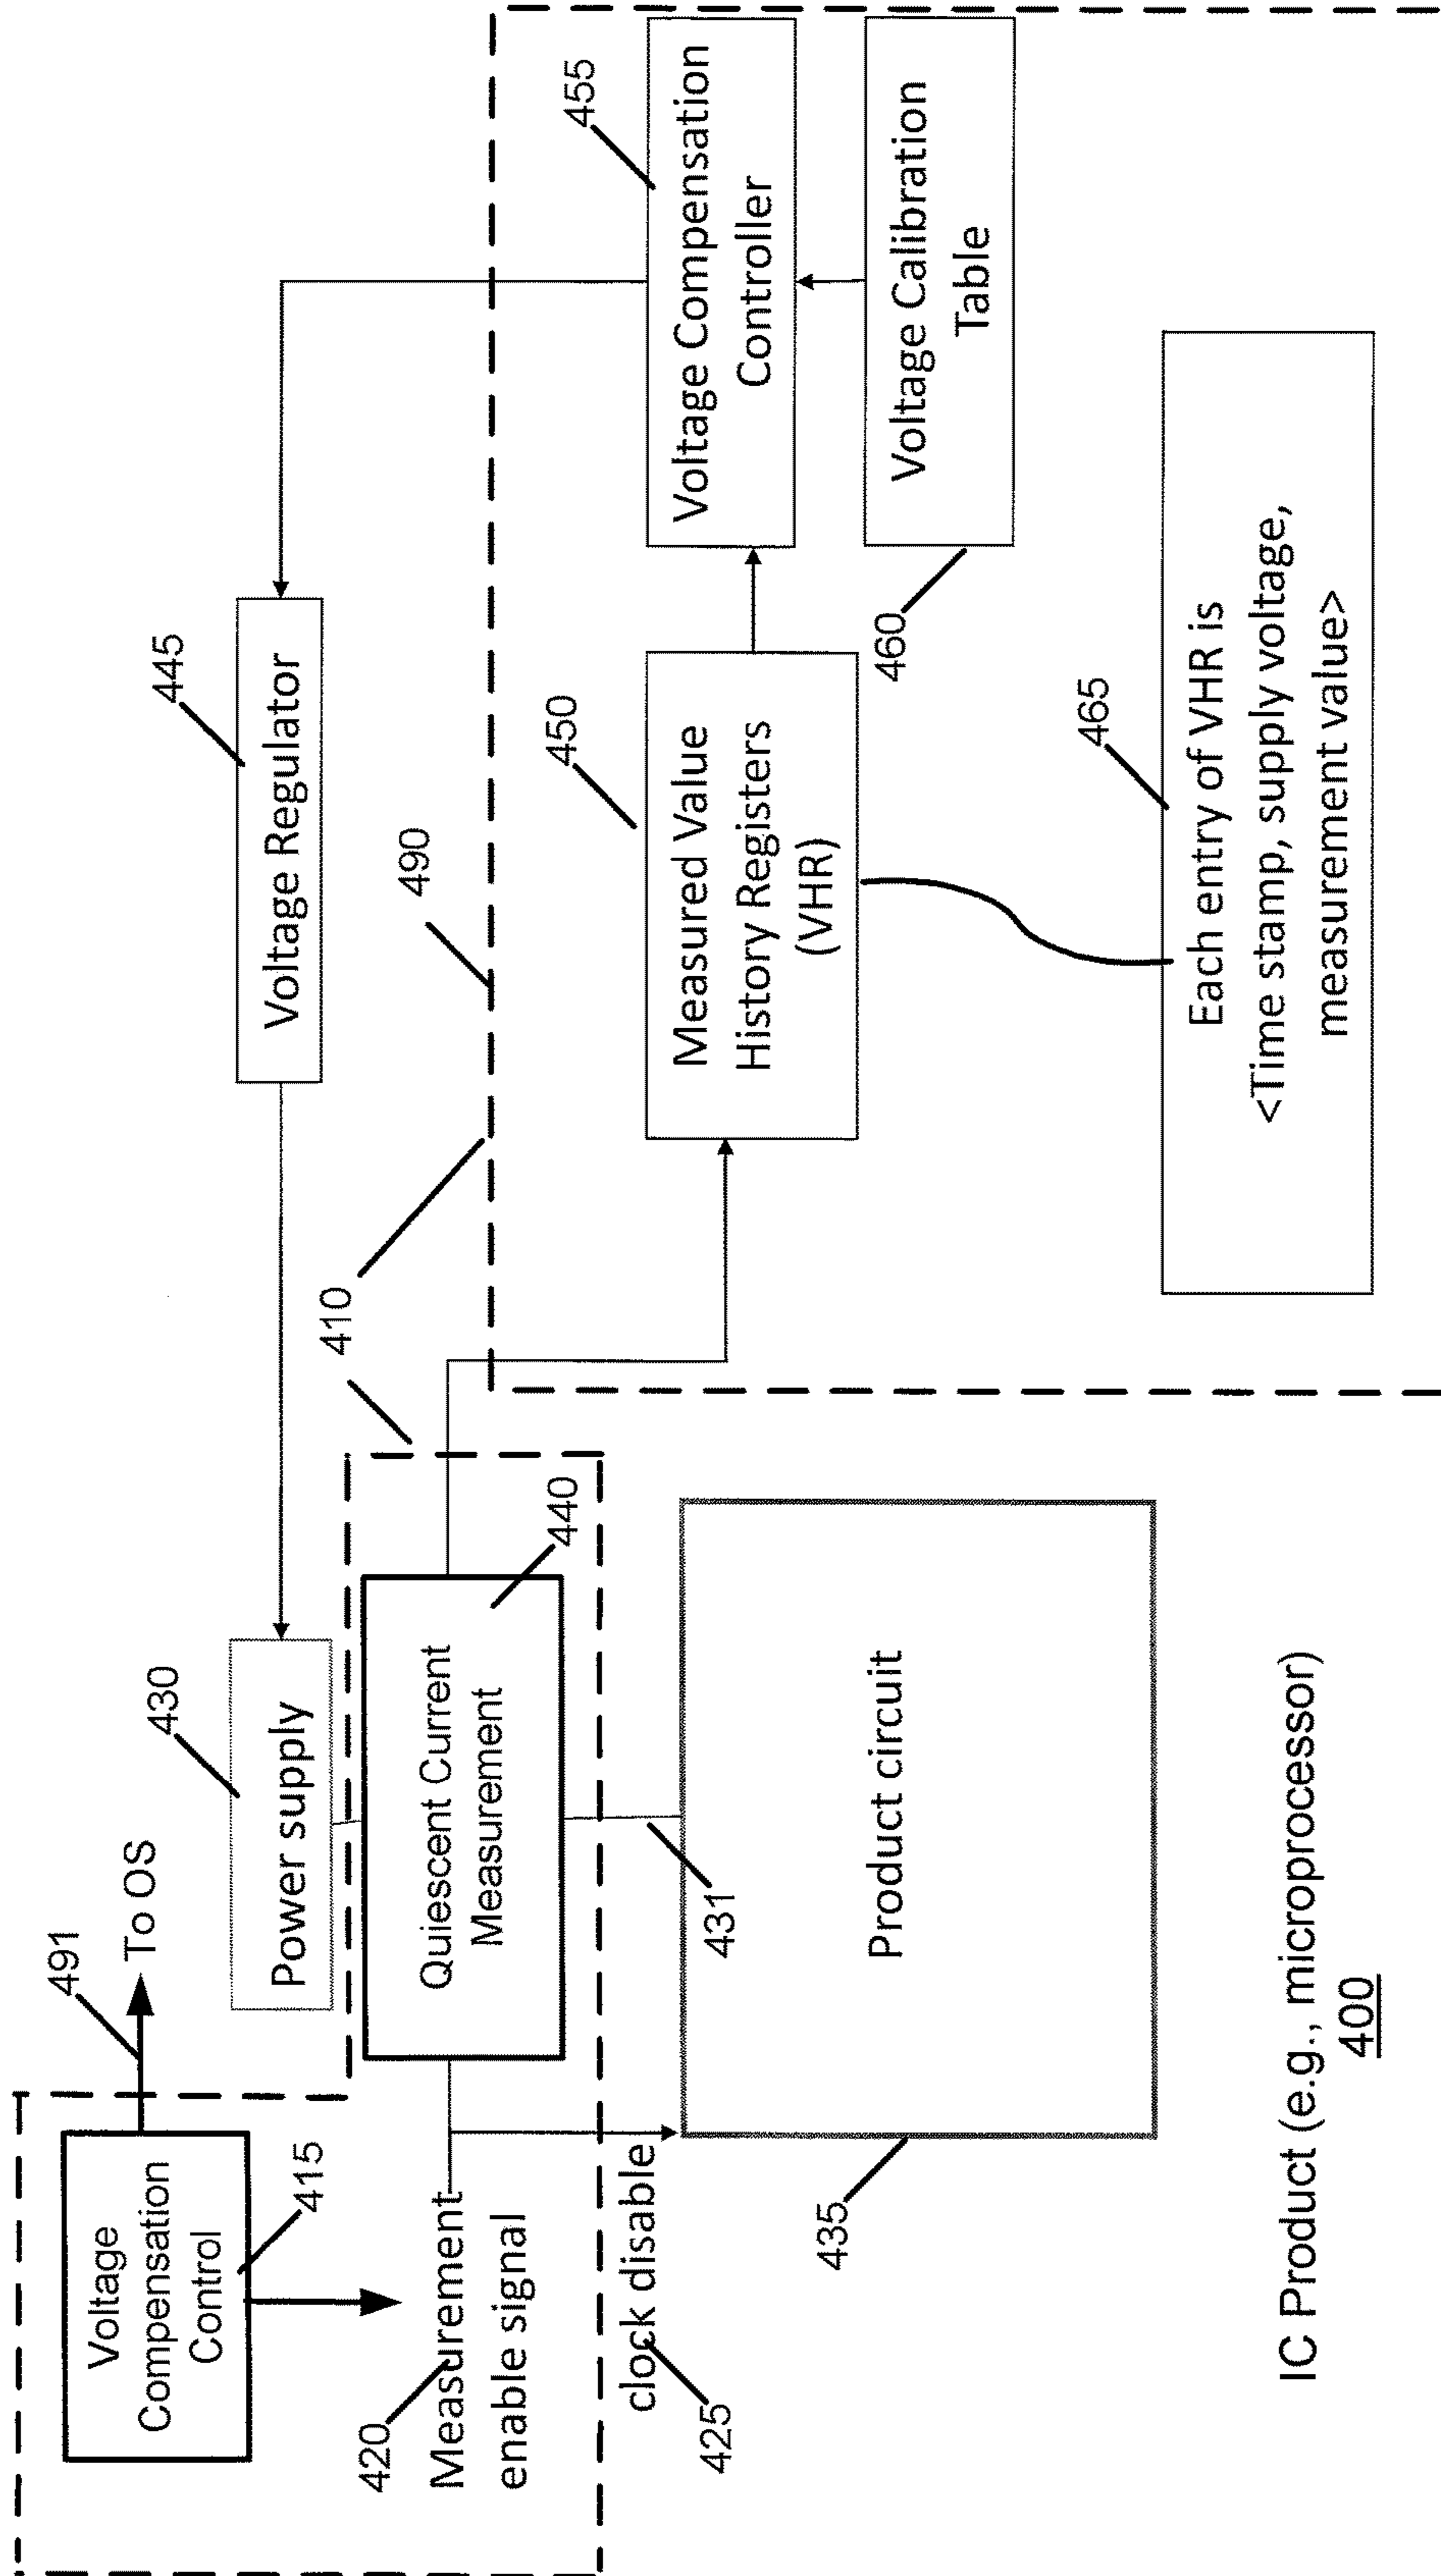 Voltage
Compensation
Control
415
491
To OS
420
Measurement
enable signal
clock disable
425
430
Power supply
Quiescent Current
Measurement
440
431
435
Product circuit
IC Product (e.g., microprocessor)
400
410
490
445
Voltage Regulator
450
Measured Value
History Registers
(VHR)
455
Voltage Compensation
Controller
460
Voltage Calibration
Table
465
Each entry of VHR is
<Time stamp, supply voltage,
measurement value>